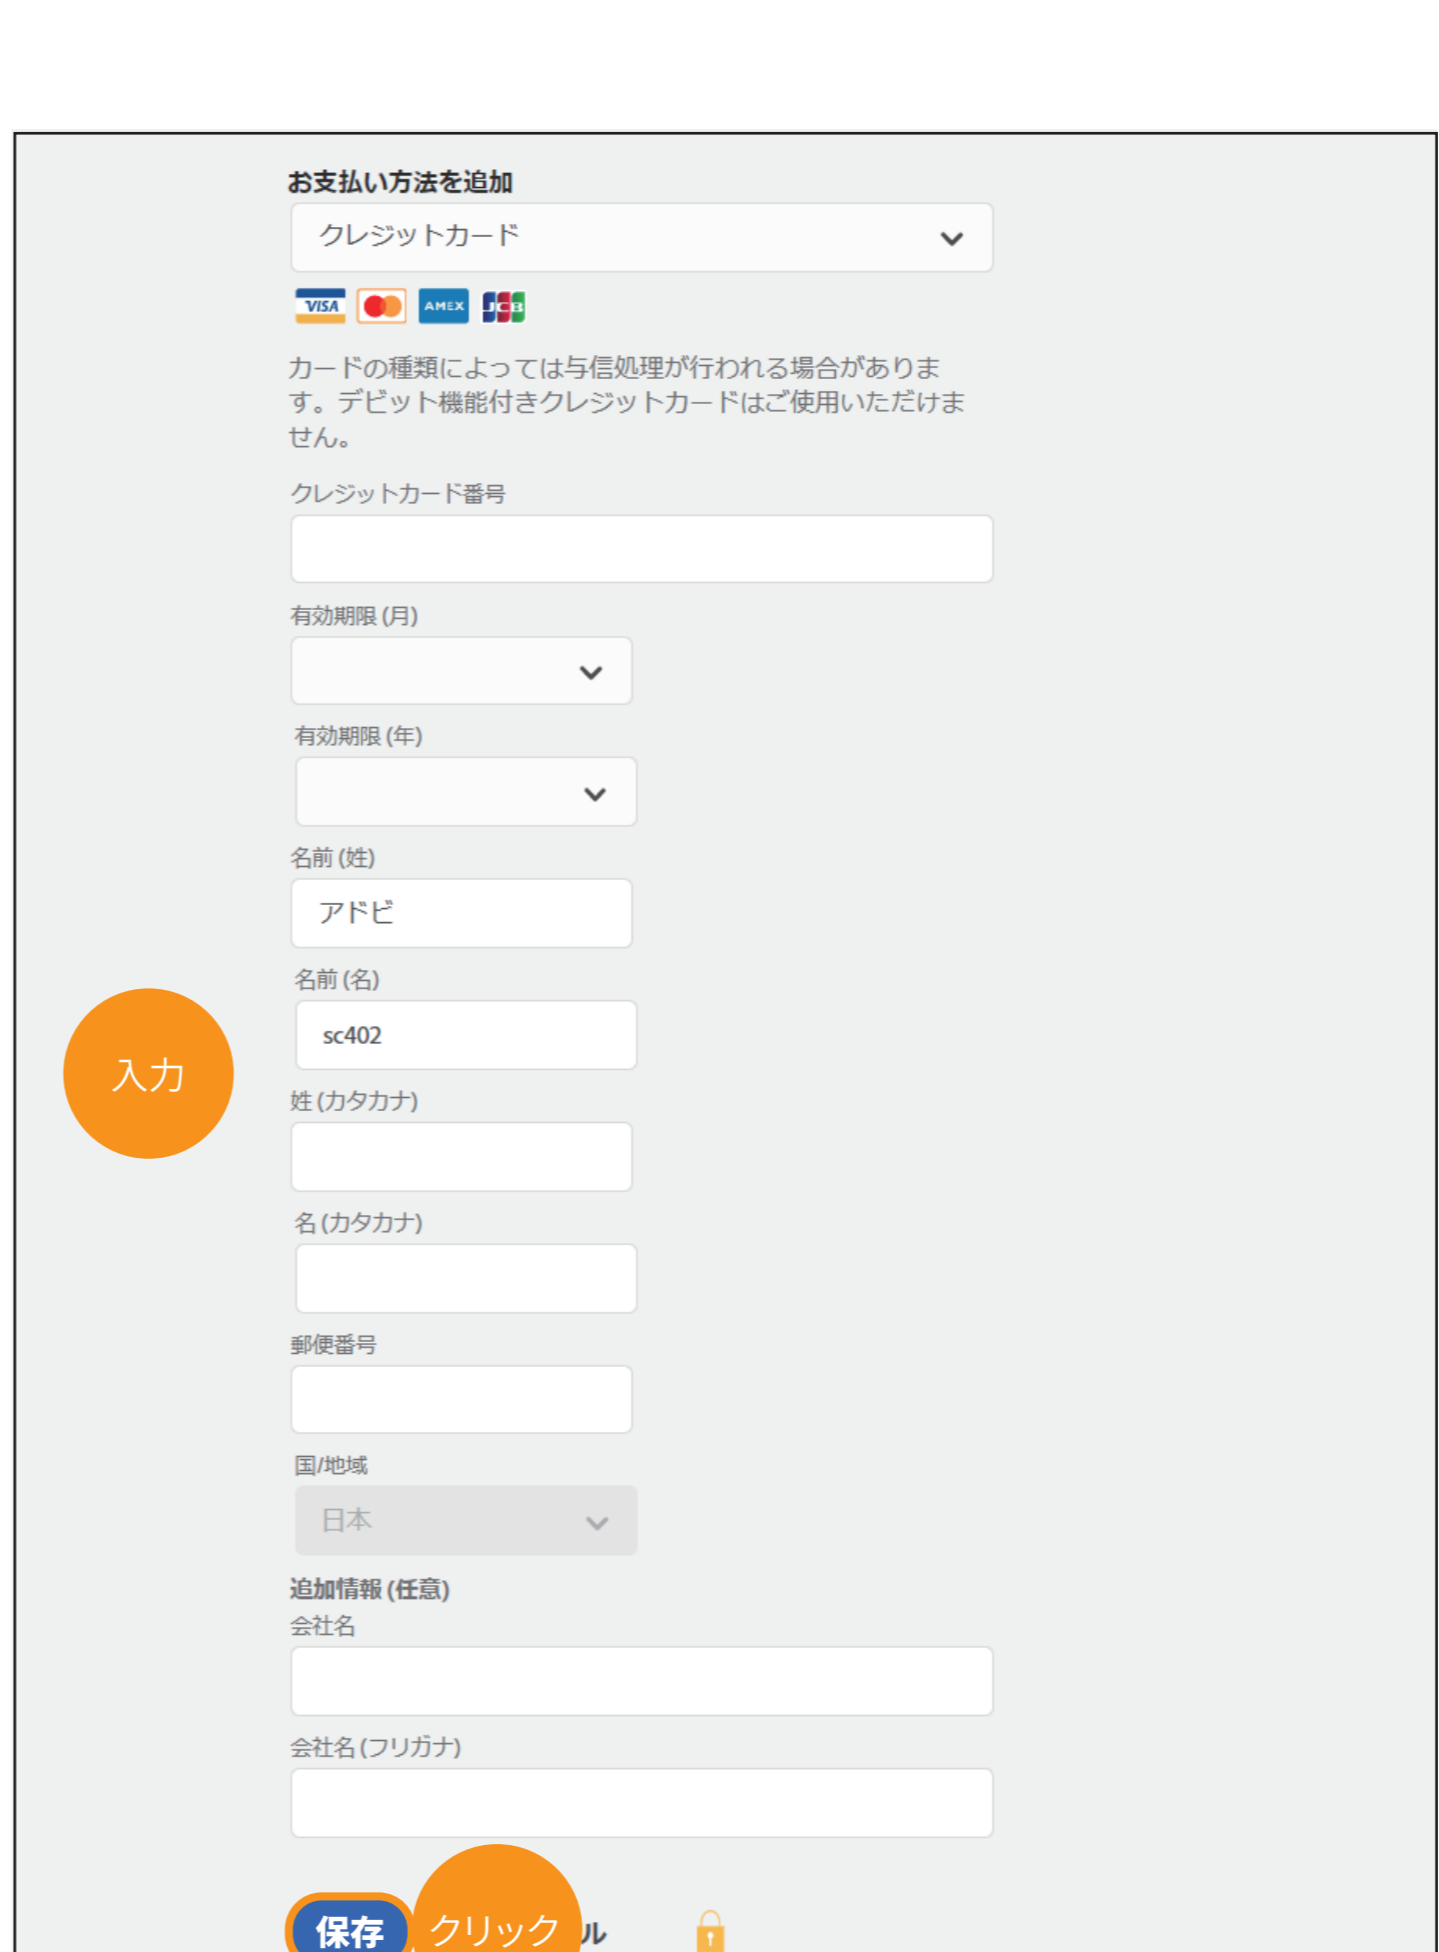 お支払い方法を追加
クレジットカード
VISA
AMEX
JCB
カードの種類によっては与信処理が行われる場合がありま
す。デビット機能付きクレジットカードはご使用いただけま
せん。
クレジットカード番号
有効期限 (月)
有効期限 (年)
名前 (姓)
アドビ
名前 (名)
sc402
入力
姓 (カタカナ)
名 (カタカナ)
郵便番号
国/地域
日本
追加情報 (任意)
会社名
会社名 (フリガナ)
保存
クリック
ル